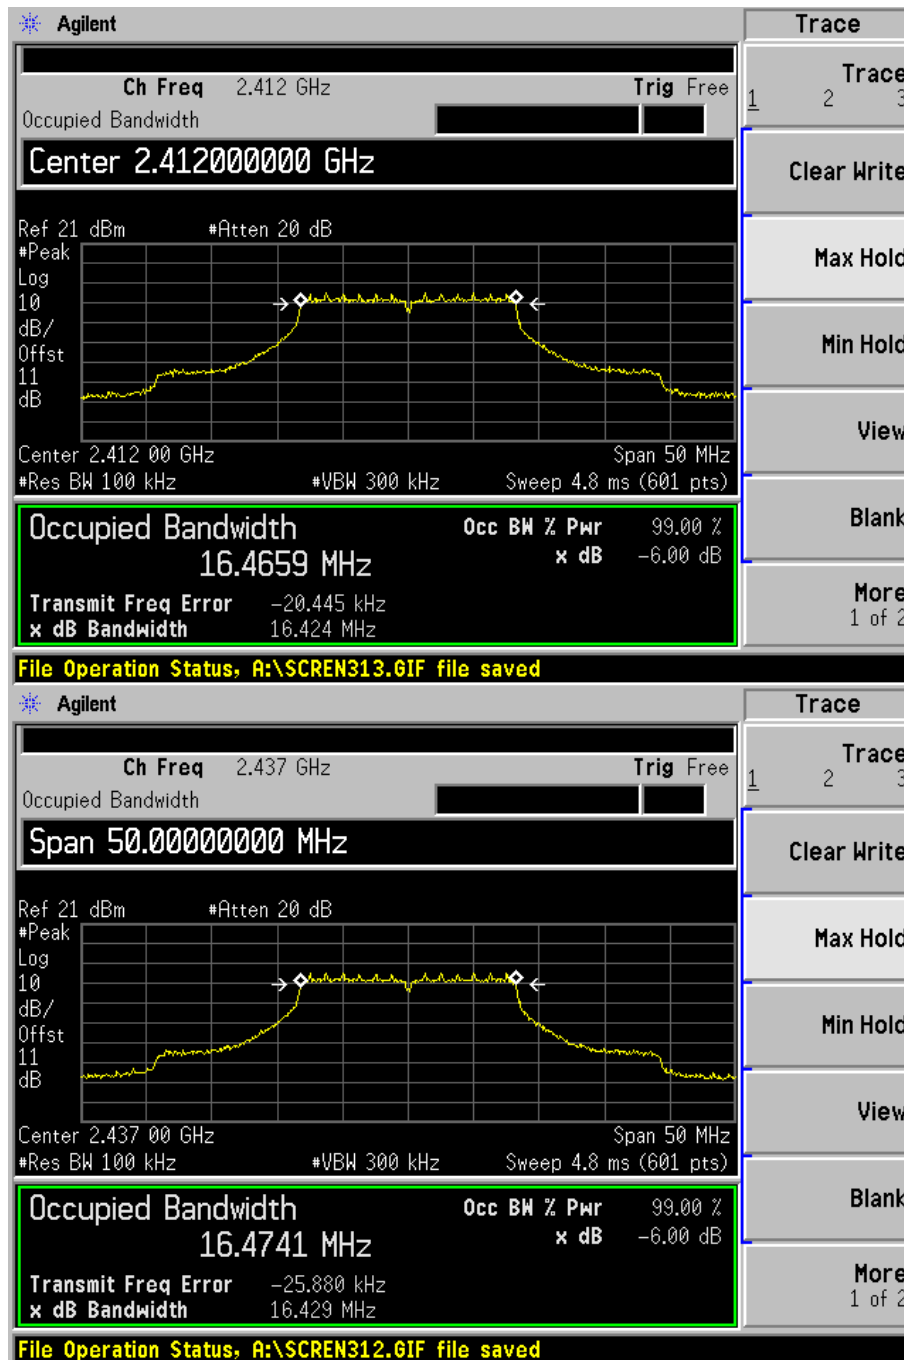 Agilent
Trace
Ch Freq 2.412 GHz Trig Free
Occupied Bandwidth
Center 2.412000000 GHz
Ref 21 dBm #Atten 20 dB
#Peak
Log
10
dB/
Offst
11
dB
Center 2.412 00 GHz Span 50 MHz
#Res BW 100 kHz #VBW 300 kHz Sweep 4.8 ms (601 pts)
Occupied Bandwidth Occ BW % Pwr 99.00 %
16.4659 MHz x dB -6.00 dB
Transmit Freq Error -20.445 kHz
x dB Bandwidth 16.424 MHz
File Operation Status, A:\SCREN313.GIF file saved
Trace
1 2 3
Clear Write
Max Hold
Min Hold
View
Blank
More
1 of 2
Agilent
Trace
Ch Freq 2.437 GHz Trig Free
Occupied Bandwidth
Span 50.00000000 MHz
Ref 21 dBm #Atten 20 dB
#Peak
Log
10
dB/
Offst
11
dB
Center 2.437 00 GHz Span 50 MHz
#Res BW 100 kHz #VBW 300 kHz Sweep 4.8 ms (601 pts)
Occupied Bandwidth Occ BW % Pwr 99.00 %
16.4741 MHz x dB -6.00 dB
Transmit Freq Error -25.880 kHz
x dB Bandwidth 16.429 MHz
File Operation Status, A:\SCREN312.GIF file saved
Trace
1 2 3
Clear Write
Max Hold
Min Hold
View
Blank
More
1 of 2